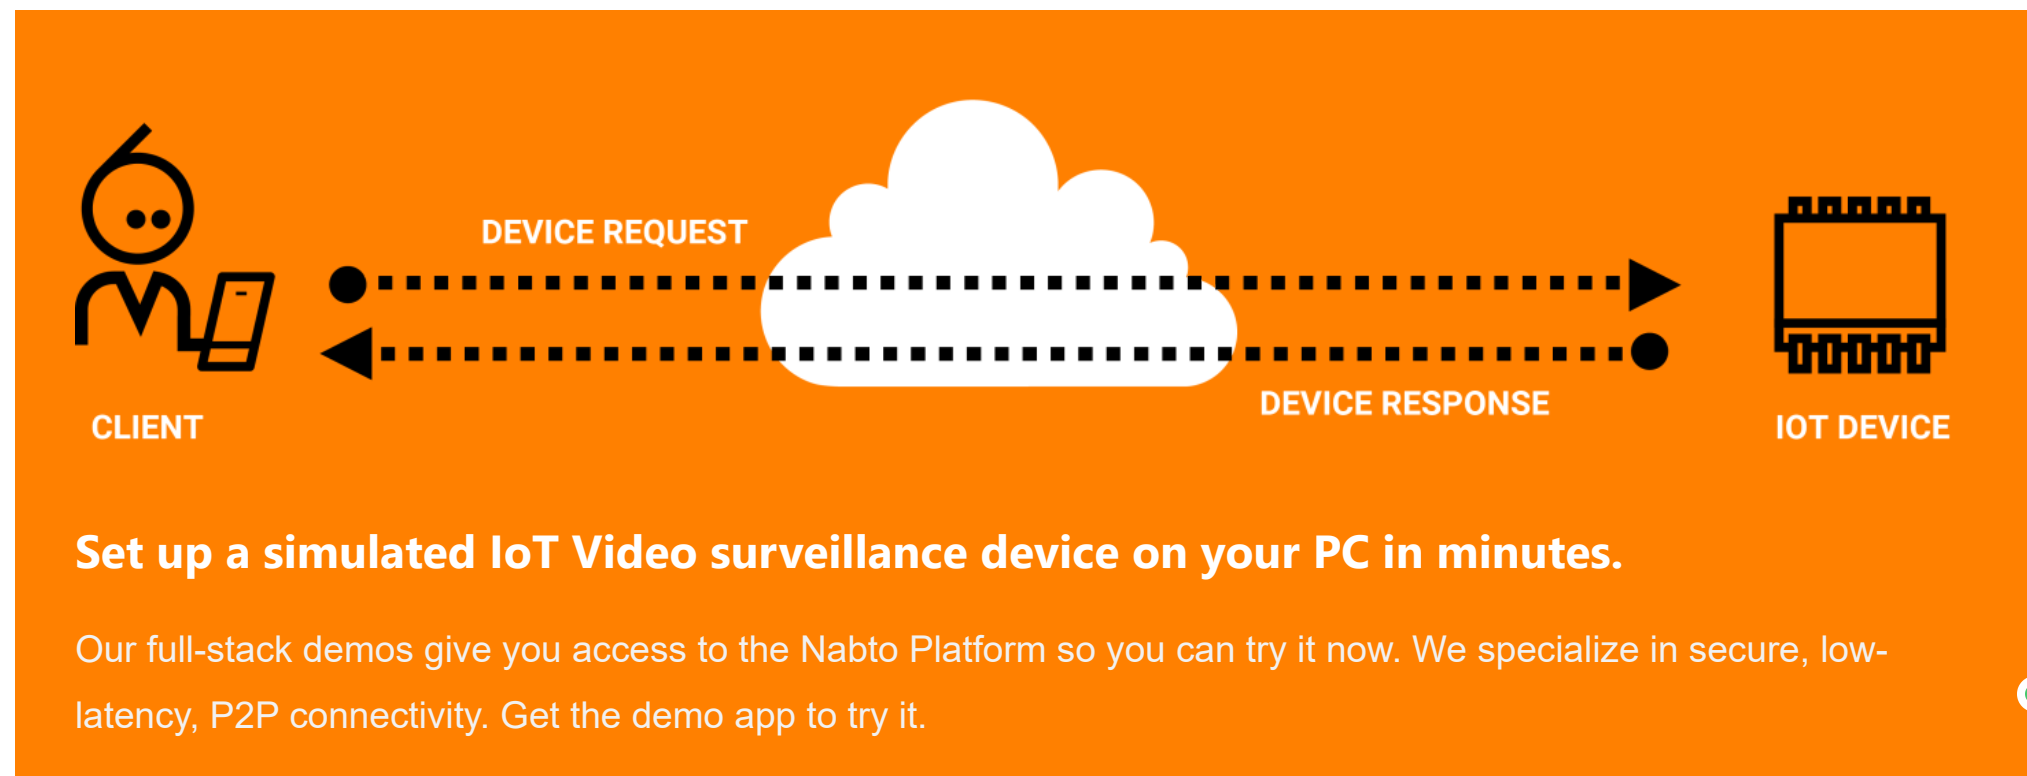 DEVICE REQUEST
DEVICE RESPONSE
CLIENT
IOT DEVICE
Set up a simulated IoT Video surveillance device on your PC in minutes.
Our full-stack demos give you access to the Nabto Platform so you can try it now. We specialize in secure, low-
latency, P2P connectivity. Get the demo app to try it.